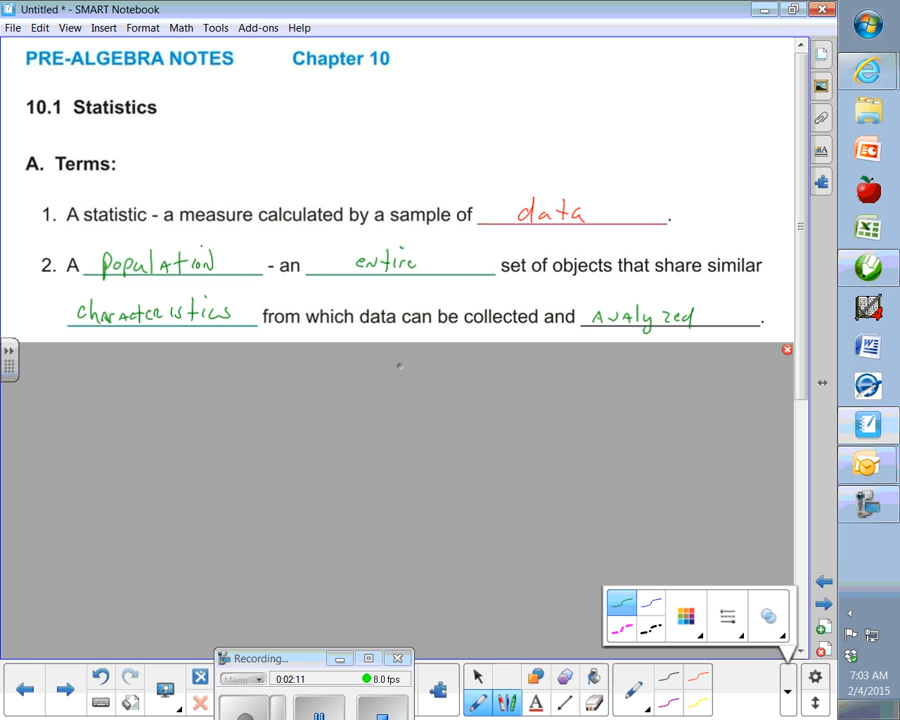 Untitled * - SMART Notebook
File Edit View Insert Format Math Tools Add-ons Help
PRE-ALGEBRA NOTES Chapter 10
10.1 Statistics
A. Terms:
1. A statistic - a measure calculated by a sample of data.
2. A population - an entire set of objects that share similar
characteristics from which data can be collected and analyzed.
Recording...
Menu 0:02:11 8.0 fps
7:03 AM
2/4/2015